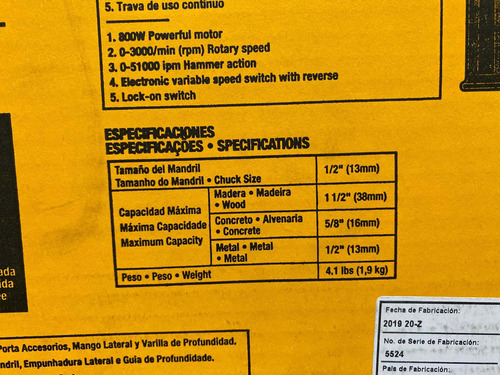 5. Trava de uso contínuo
1. 800W Powerful motor
2. 0-3000/min (rpm) Rotary speed
3. 0-51000 ipm Hammer action
4. Electronic variable speed switch with reverse
5. Lock-on switch
ESPECIFICACIONES
ESPECIFICAÇÕES • SPECIFICATIONS
Tamaño del Mandril
Tamanho do Mandril • Chuck Size
1/2" (13mm)
Capacidad Máxima
Máxima Capacidade
Maximum Capacity
Madera • Madeira
• Wood
1 1/2" (38mm)
Concreto • Alvenaria
• Concrete
5/8" (16mm)
Metal • Metal
• Metal
1/2" (13mm)
Peso • Peso • Weight
4.1 lbs (1,9 kg)
Fecha de Fabricación:
2019 20-Z
No. de Serie de Fabricación:
5524
País de Fabricación:
Porta Accesorios, Mango Lateral y Varilla de Profundidad.
ndril, Empunhadura Lateral e Guia de Profundidade.